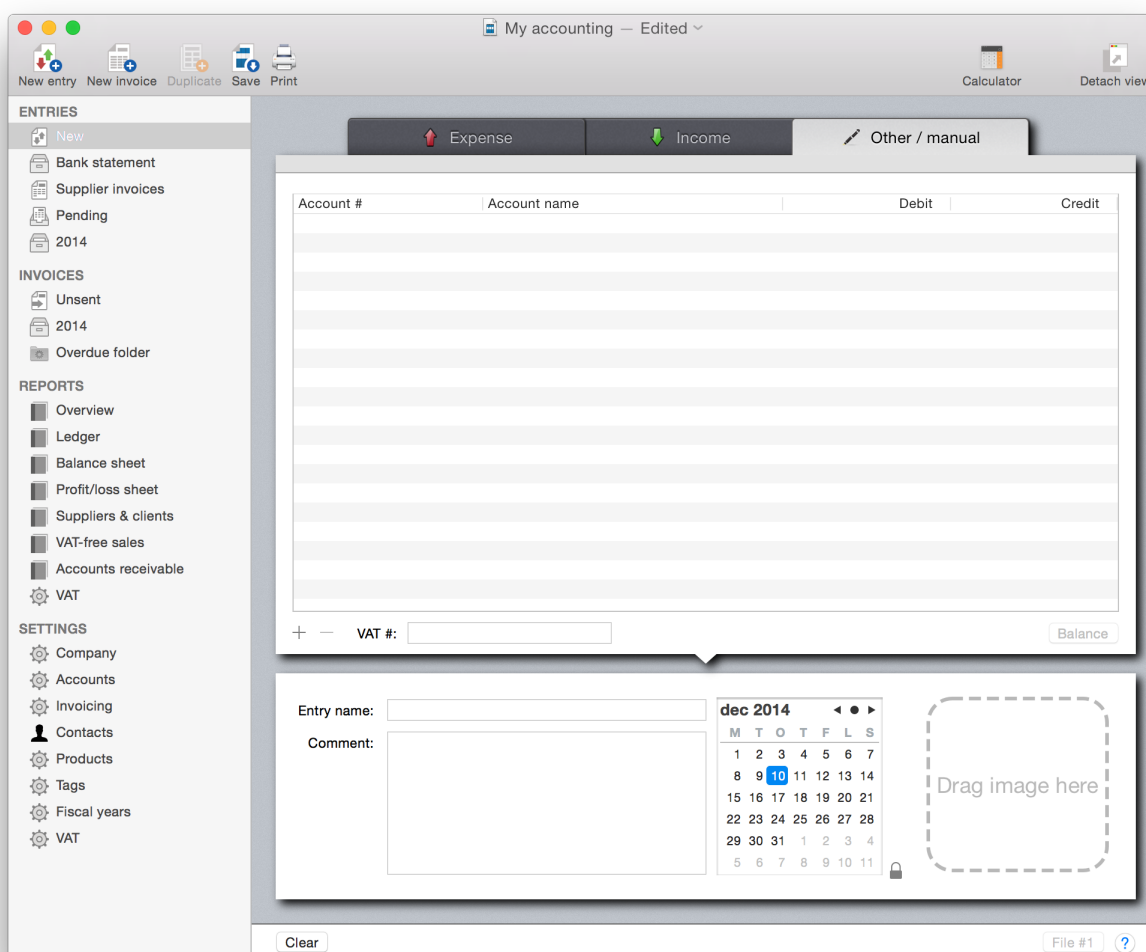 My accounting — Edited
New entry New invoice Duplicate Save Print Calculator Detach view
ENTRIES
New
Bank statement
Supplier invoices
Pending
2014
INVOICES
Unsent
2014
Overdue folder
REPORTS
Overview
Ledger
Balance sheet
Profit/loss sheet
Suppliers & clients
VAT-free sales
Accounts receivable
VAT
SETTINGS
Company
Accounts
Invoicing
Contacts
Products
Tags
Fiscal years
VAT
Expense Income Other / manual
Account # Account name Debit Credit
VAT #: Balance
Entry name:
Comment:
dec 2014
M T O T F L S
1 2 3 4 5 6 7
8 9 10 11 12 13 14
15 16 17 18 19 20 21
22 23 24 25 26 27 28
29 30 31 1 2 3 4
5 6 7 8 9 10 11
Drag image here
Clear File #1 ?